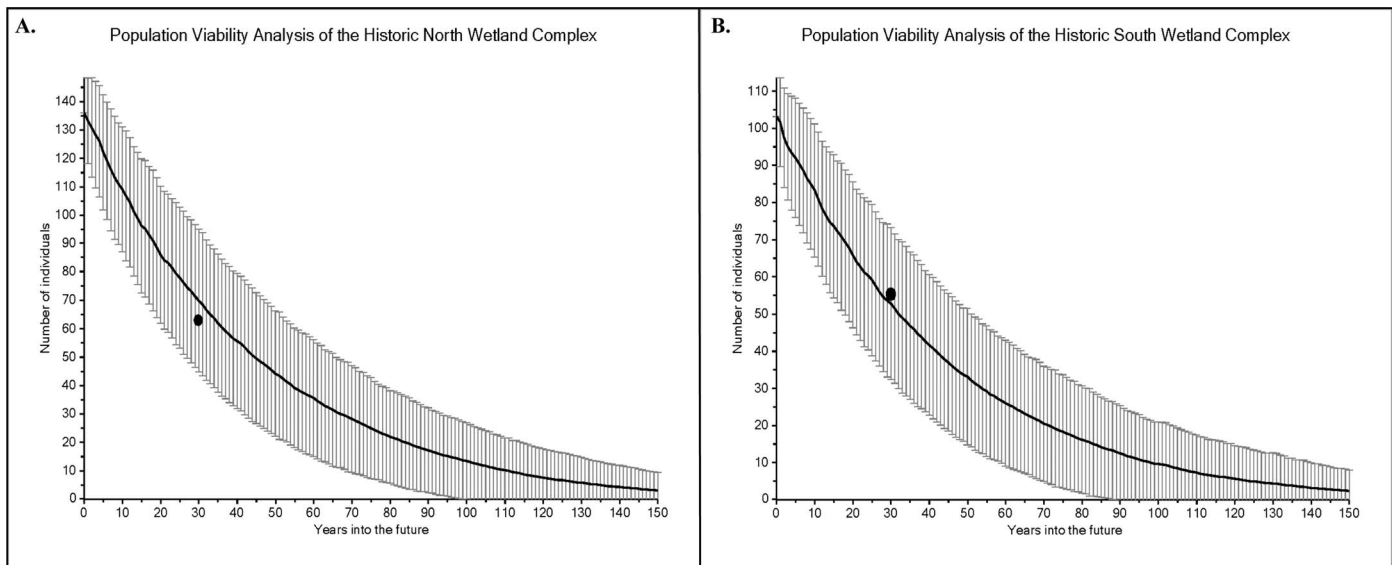 A.
Population Viability Analysis of the Historic North Wetland Complex
140
130
120
110
100
90
80
70
60
50
40
30
20
10
0
Number of individuals
0 10 20 30 40 50 60 70 80 90 100 110 120 130 140 150
Years into the future
B.
Population Viability Analysis of the Historic South Wetland Complex
110
100
90
80
70
60
50
40
30
20
10
0
Number of individuals
0 10 20 30 40 50 60 70 80 90 100 110 120 130 140 150
Years into the future